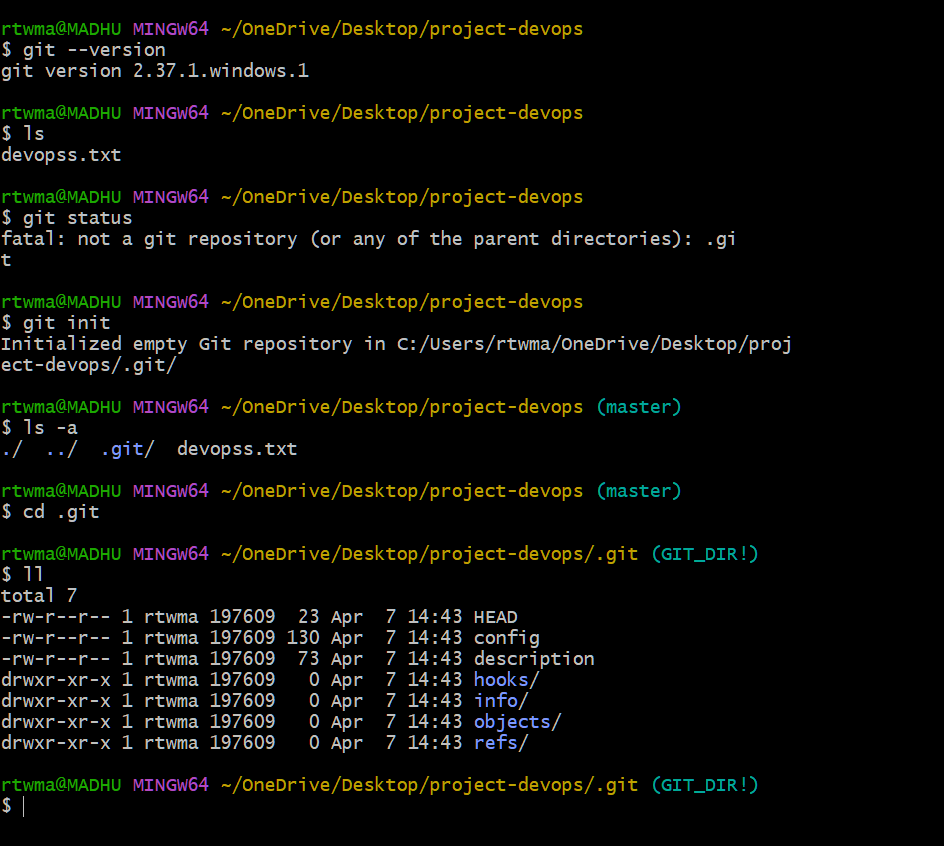 rtwma@MADHU MINGW64 ~/OneDrive/Desktop/project-devops
$ git --version
git version 2.37.1.windows.1
rtwma@MADHU MINGW64 ~/OneDrive/Desktop/project-devops
$ ls
devopss.txt
rtwma@MADHU MINGW64 ~/OneDrive/Desktop/project-devops
$ git status
fatal: not a git repository (or any of the parent directories): .gi
t
rtwma@MADHU MINGW64 ~/OneDrive/Desktop/project-devops
$ git init
Initialized empty Git repository in C:/Users/rtwma/OneDrive/Desktop/proj
ect-devops/.git/
rtwma@MADHU MINGW64 ~/OneDrive/Desktop/project-devops (master)
$ ls -a
./  ../  .git/  devopss.txt
rtwma@MADHU MINGW64 ~/OneDrive/Desktop/project-devops (master)
$ cd .git
rtwma@MADHU MINGW64 ~/OneDrive/Desktop/project-devops/.git (GIT_DIR!)
$ ll
total 7
-rw-r--r-- 1 rtwma 197609  23 Apr  7 14:43 HEAD
-rw-r--r-- 1 rtwma 197609 130 Apr  7 14:43 config
-rw-r--r-- 1 rtwma 197609  73 Apr  7 14:43 description
drwxr-xr-x 1 rtwma 197609   0 Apr  7 14:43 hooks/
drwxr-xr-x 1 rtwma 197609   0 Apr  7 14:43 info/
drwxr-xr-x 1 rtwma 197609   0 Apr  7 14:43 objects/
drwxr-xr-x 1 rtwma 197609   0 Apr  7 14:43 refs/
rtwma@MADHU MINGW64 ~/OneDrive/Desktop/project-devops/.git (GIT_DIR!)
$